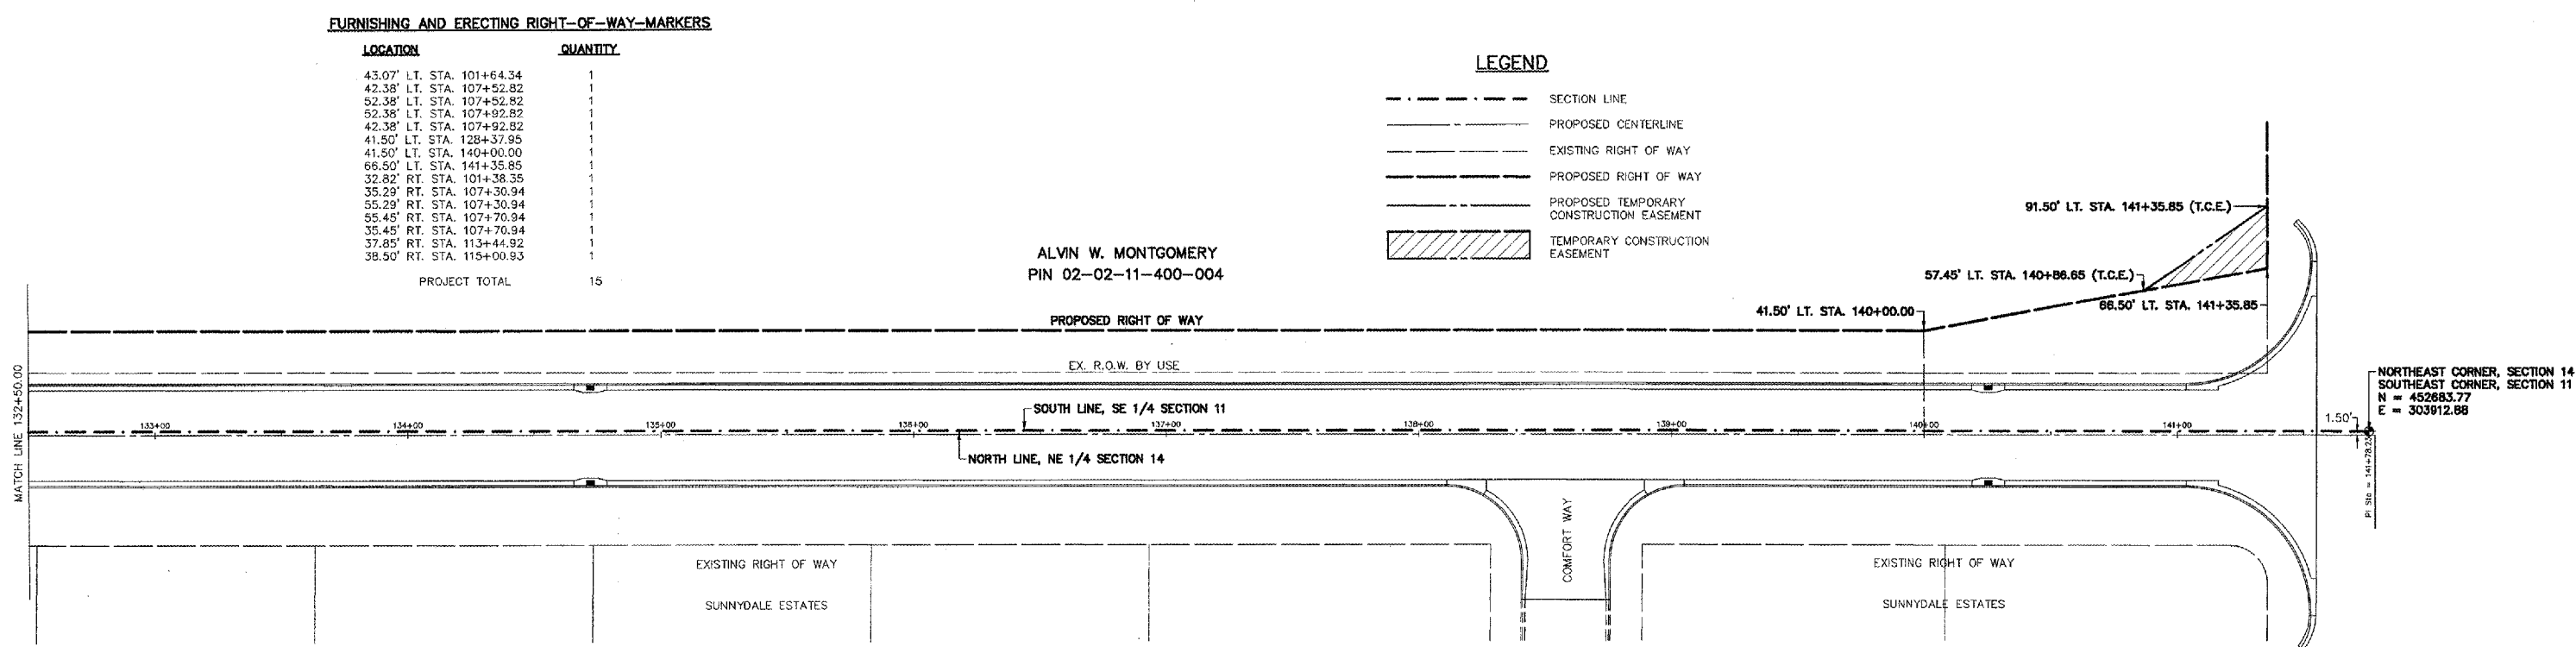 FURNISHING AND ERECTING RIGHT-OF-WAY-MARKERS
LOCATION QUANTITY
43.07' LT. STA. 101+64.34 1
42.38' LT. STA. 107+52.82 1
52.38' LT. STA. 107+52.82 1
52.38' LT. STA. 107+92.82 1
42.38' LT. STA. 107+92.82 1
41.50' LT. STA. 128+37.95 1
41.50' LT. STA. 140+00.00 1
66.50' LT. STA. 141+35.85 1
32.82' RT. STA. 101+38.35 1
35.29' RT. STA. 107+30.94 1
55.29' RT. STA. 107+30.94 1
55.45' RT. STA. 107+70.94 1
35.45' RT. STA. 107+70.94 1
37.85' RT. STA. 113+44.92 1
38.50' RT. STA. 115+00.93 1
PROJECT TOTAL 15
LEGEND
SECTION LINE
PROPOSED CENTERLINE
EXISTING RIGHT OF WAY
PROPOSED RIGHT OF WAY
PROPOSED TEMPORARY
CONSTRUCTION EASEMENT
TEMPORARY CONSTRUCTION
EASEMENT
ALVIN W. MONTGOMERY
PIN 02-02-11-400-004
91.50' LT. STA. 141+35.85 (T.C.E.)
57.45' LT. STA. 140+86.65 (T.C.E.)
66.50' LT. STA. 141+35.85
41.50' LT. STA. 140+00.00
PROPOSED RIGHT OF WAY
EX. R.O.W. BY USE
MATCH LINE 132+50.00
NORTHEAST CORNER, SECTION 14
SOUTHEAST CORNER, SECTION 11
N = 452683.77
E = 303912.88
SOUTH LINE, SE 1/4 SECTION 11
1.50'
133+00 134+00 135+00 136+00 137+00 138+00 139+00 140+00 141+00
NORTH LINE, NE 1/4 SECTION 14
PI Sta = 141+78.23
COMFORT WAY
EXISTING RIGHT OF WAY
SUNNYDALE ESTATES
EXISTING RIGHT OF WAY
SUNNYDALE ESTATES